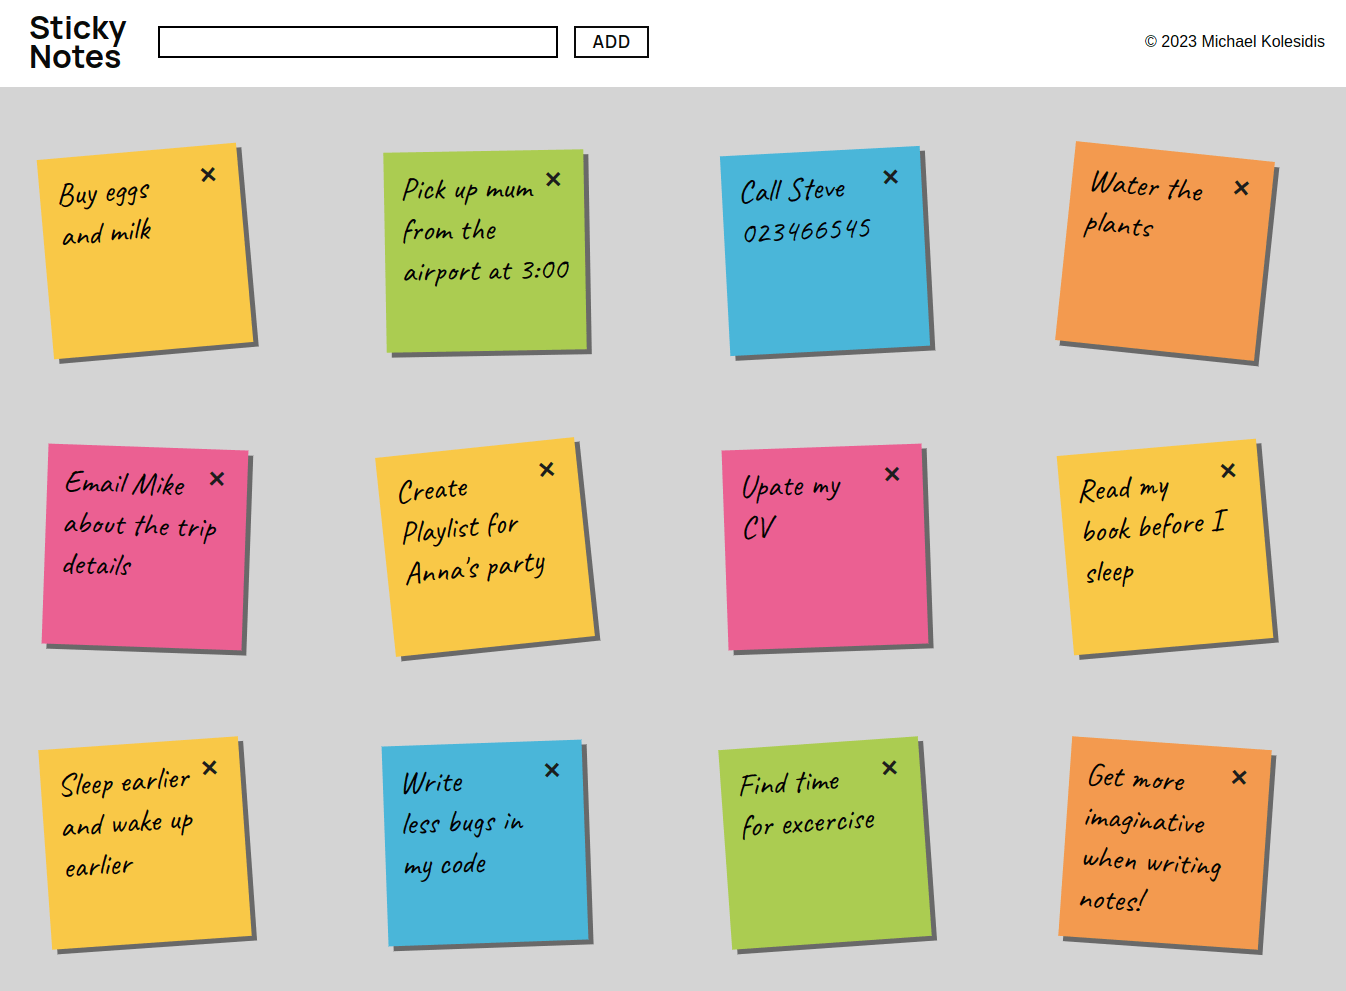 Sticky
Notes
ADD
© 2023 Michael Kolesidis
Buy eggs
and milk
Pick up mum
from the
airport at 3:00
Call Steve
023466545
Water the
plants
Email Mike
about the trip
details
Create
Playlist for
Anna's party
Upate my
CV
Read my
book before I
sleep
Sleep earlier
and wake up
earlier
Write
less bugs in
my code
Find time
for excercise
Get more
imaginative
when writing
notes!